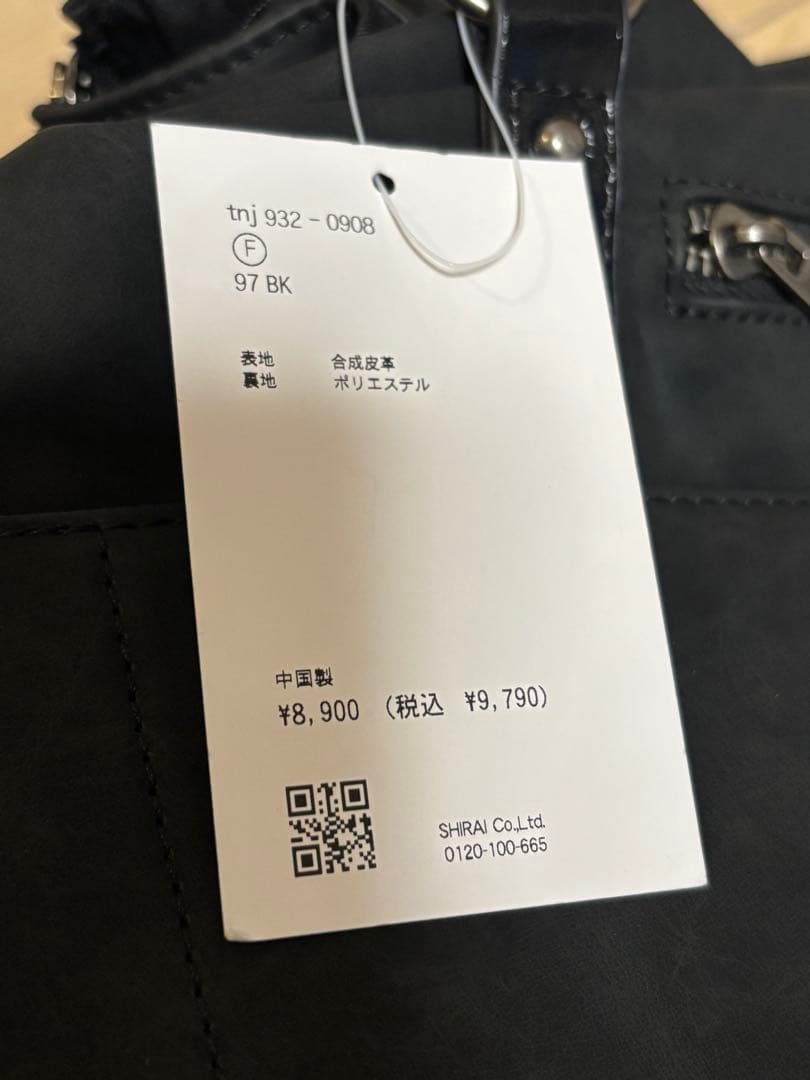 tnj 932-0908
F
97 BK
表地 合成皮革
裏地 ポリエステル
中国製
¥8,900 (税込 ¥9,790)
SHIRAI Co.,Ltd.
0120-100-665